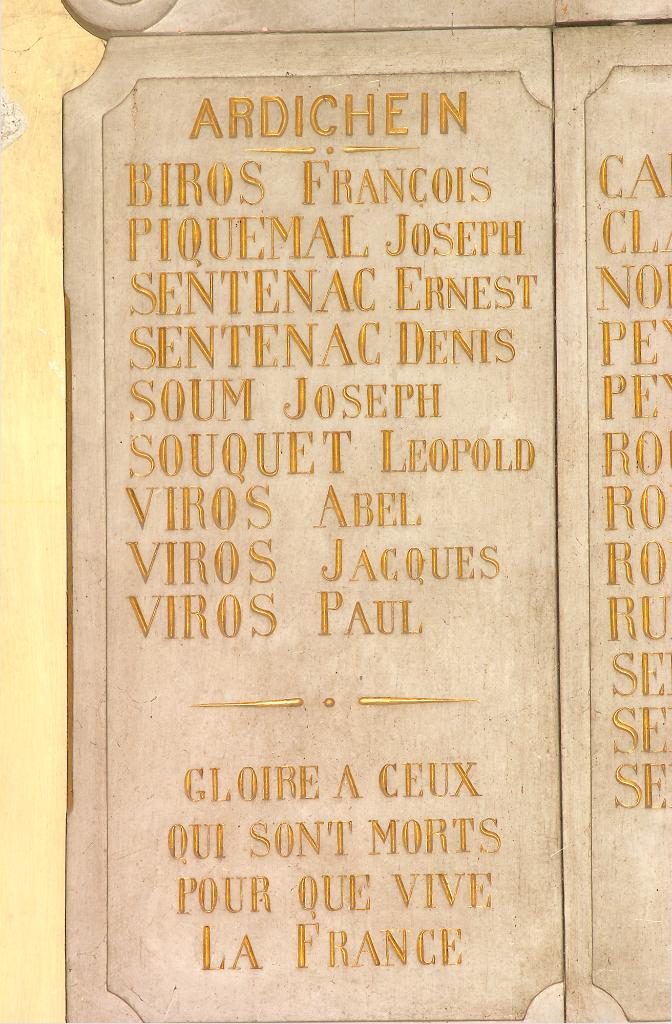 ARDICHEIN
BIROS FRANÇOIS
PIQUEMAL JOSEPH
SENTENAC ERNEST
SENTENAC DENIS
SOUM JOSEPH
SOUQUET LEOPOLD
VIROS ABEL
VIROS JACQUES
VIROS PAUL
GLOIRE A CEUX
QUI SONT MORTS
POUR QUE VIVE
LA FRANCE